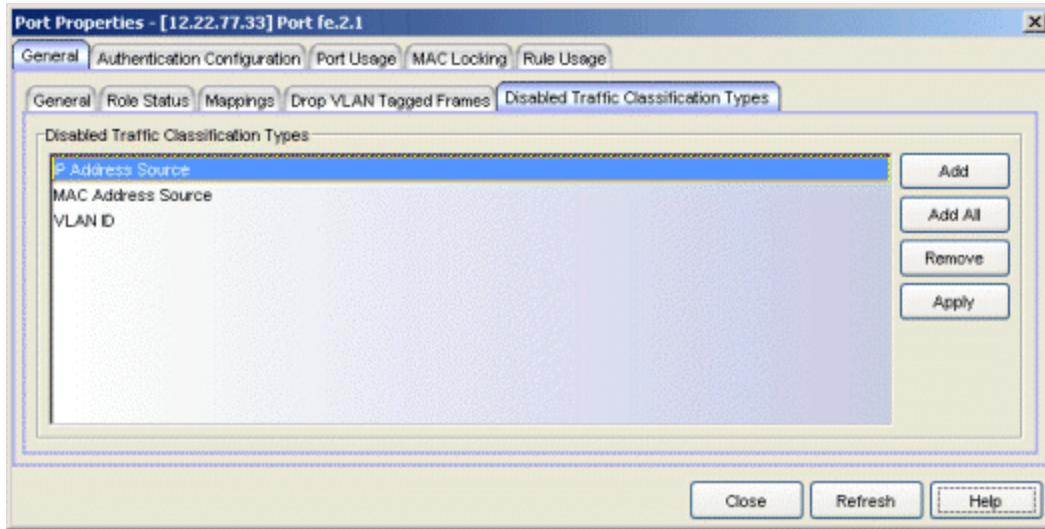 Port Properties - [12.22.77.33] Port fe.2.1
General Authentication Configuration Port Usage MAC Locking Rule Usage
General Role Status Mappings Drop VLAN Tagged Frames Disabled Traffic Classification Types
Disabled Traffic Classification Types
IP Address Source
MAC Address Source
VLAN ID
Add
Add All
Remove
Apply
Close Refresh Help